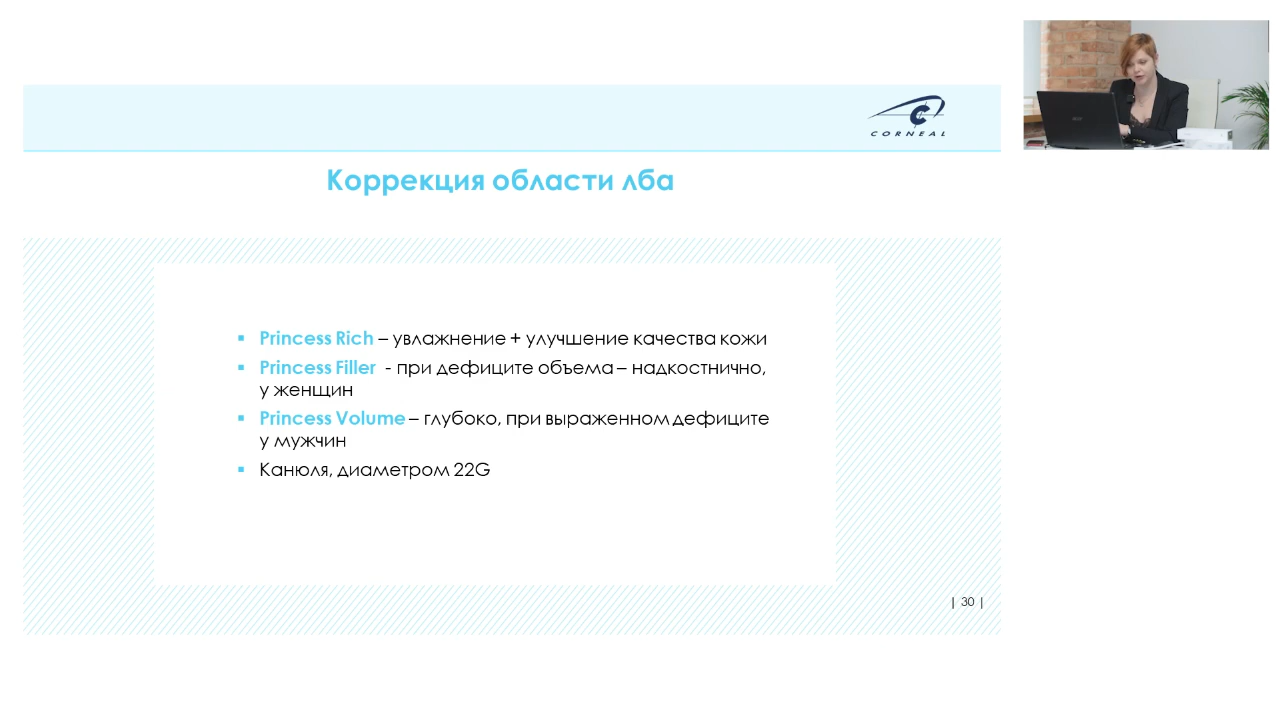 CORNEAL
Коррекция области лба
▪ Princess Rich – увлажнение + улучшение качества кожи
▪ Princess Filler - при дефиците объема – надкостнично,
у женщин
▪ Princess Volume – глубоко, при выраженном дефиците
у мужчин
▪ Канюля, диаметром 22G
| 30 |